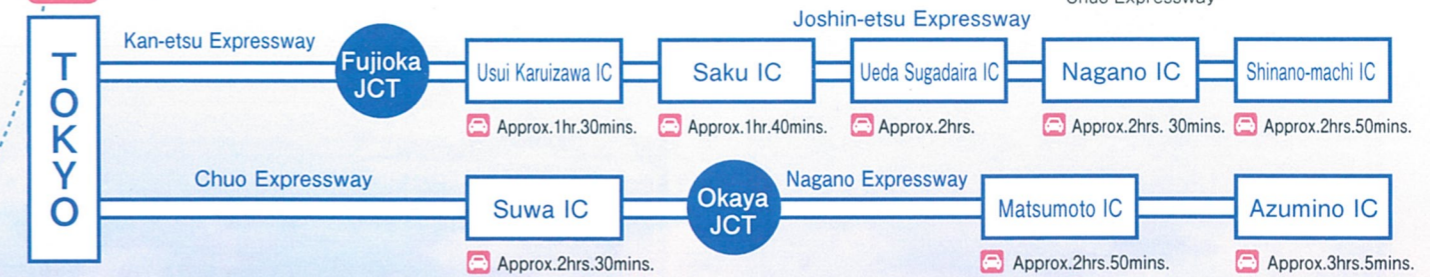 Chuo Expressway
Joshin-etsu Expressway
Kan-etsu Expressway
TOKYO
Fujioka
JCT
Usui Karuizawa IC
Saku IC
Ueda Sugadaira IC
Nagano IC
Shinano-machi IC
Approx.1hr.30mins.
Approx.1hr.40mins.
Approx.2hrs.
Approx.2hrs. 30mins.
Approx.2hrs.50mins.
Chuo Expressway
Suwa IC
Okaya
JCT
Nagano Expressway
Matsumoto IC
Azumino IC
Approx.2hrs.30mins.
Approx.2hrs.50mins.
Approx.3hrs.5mins.